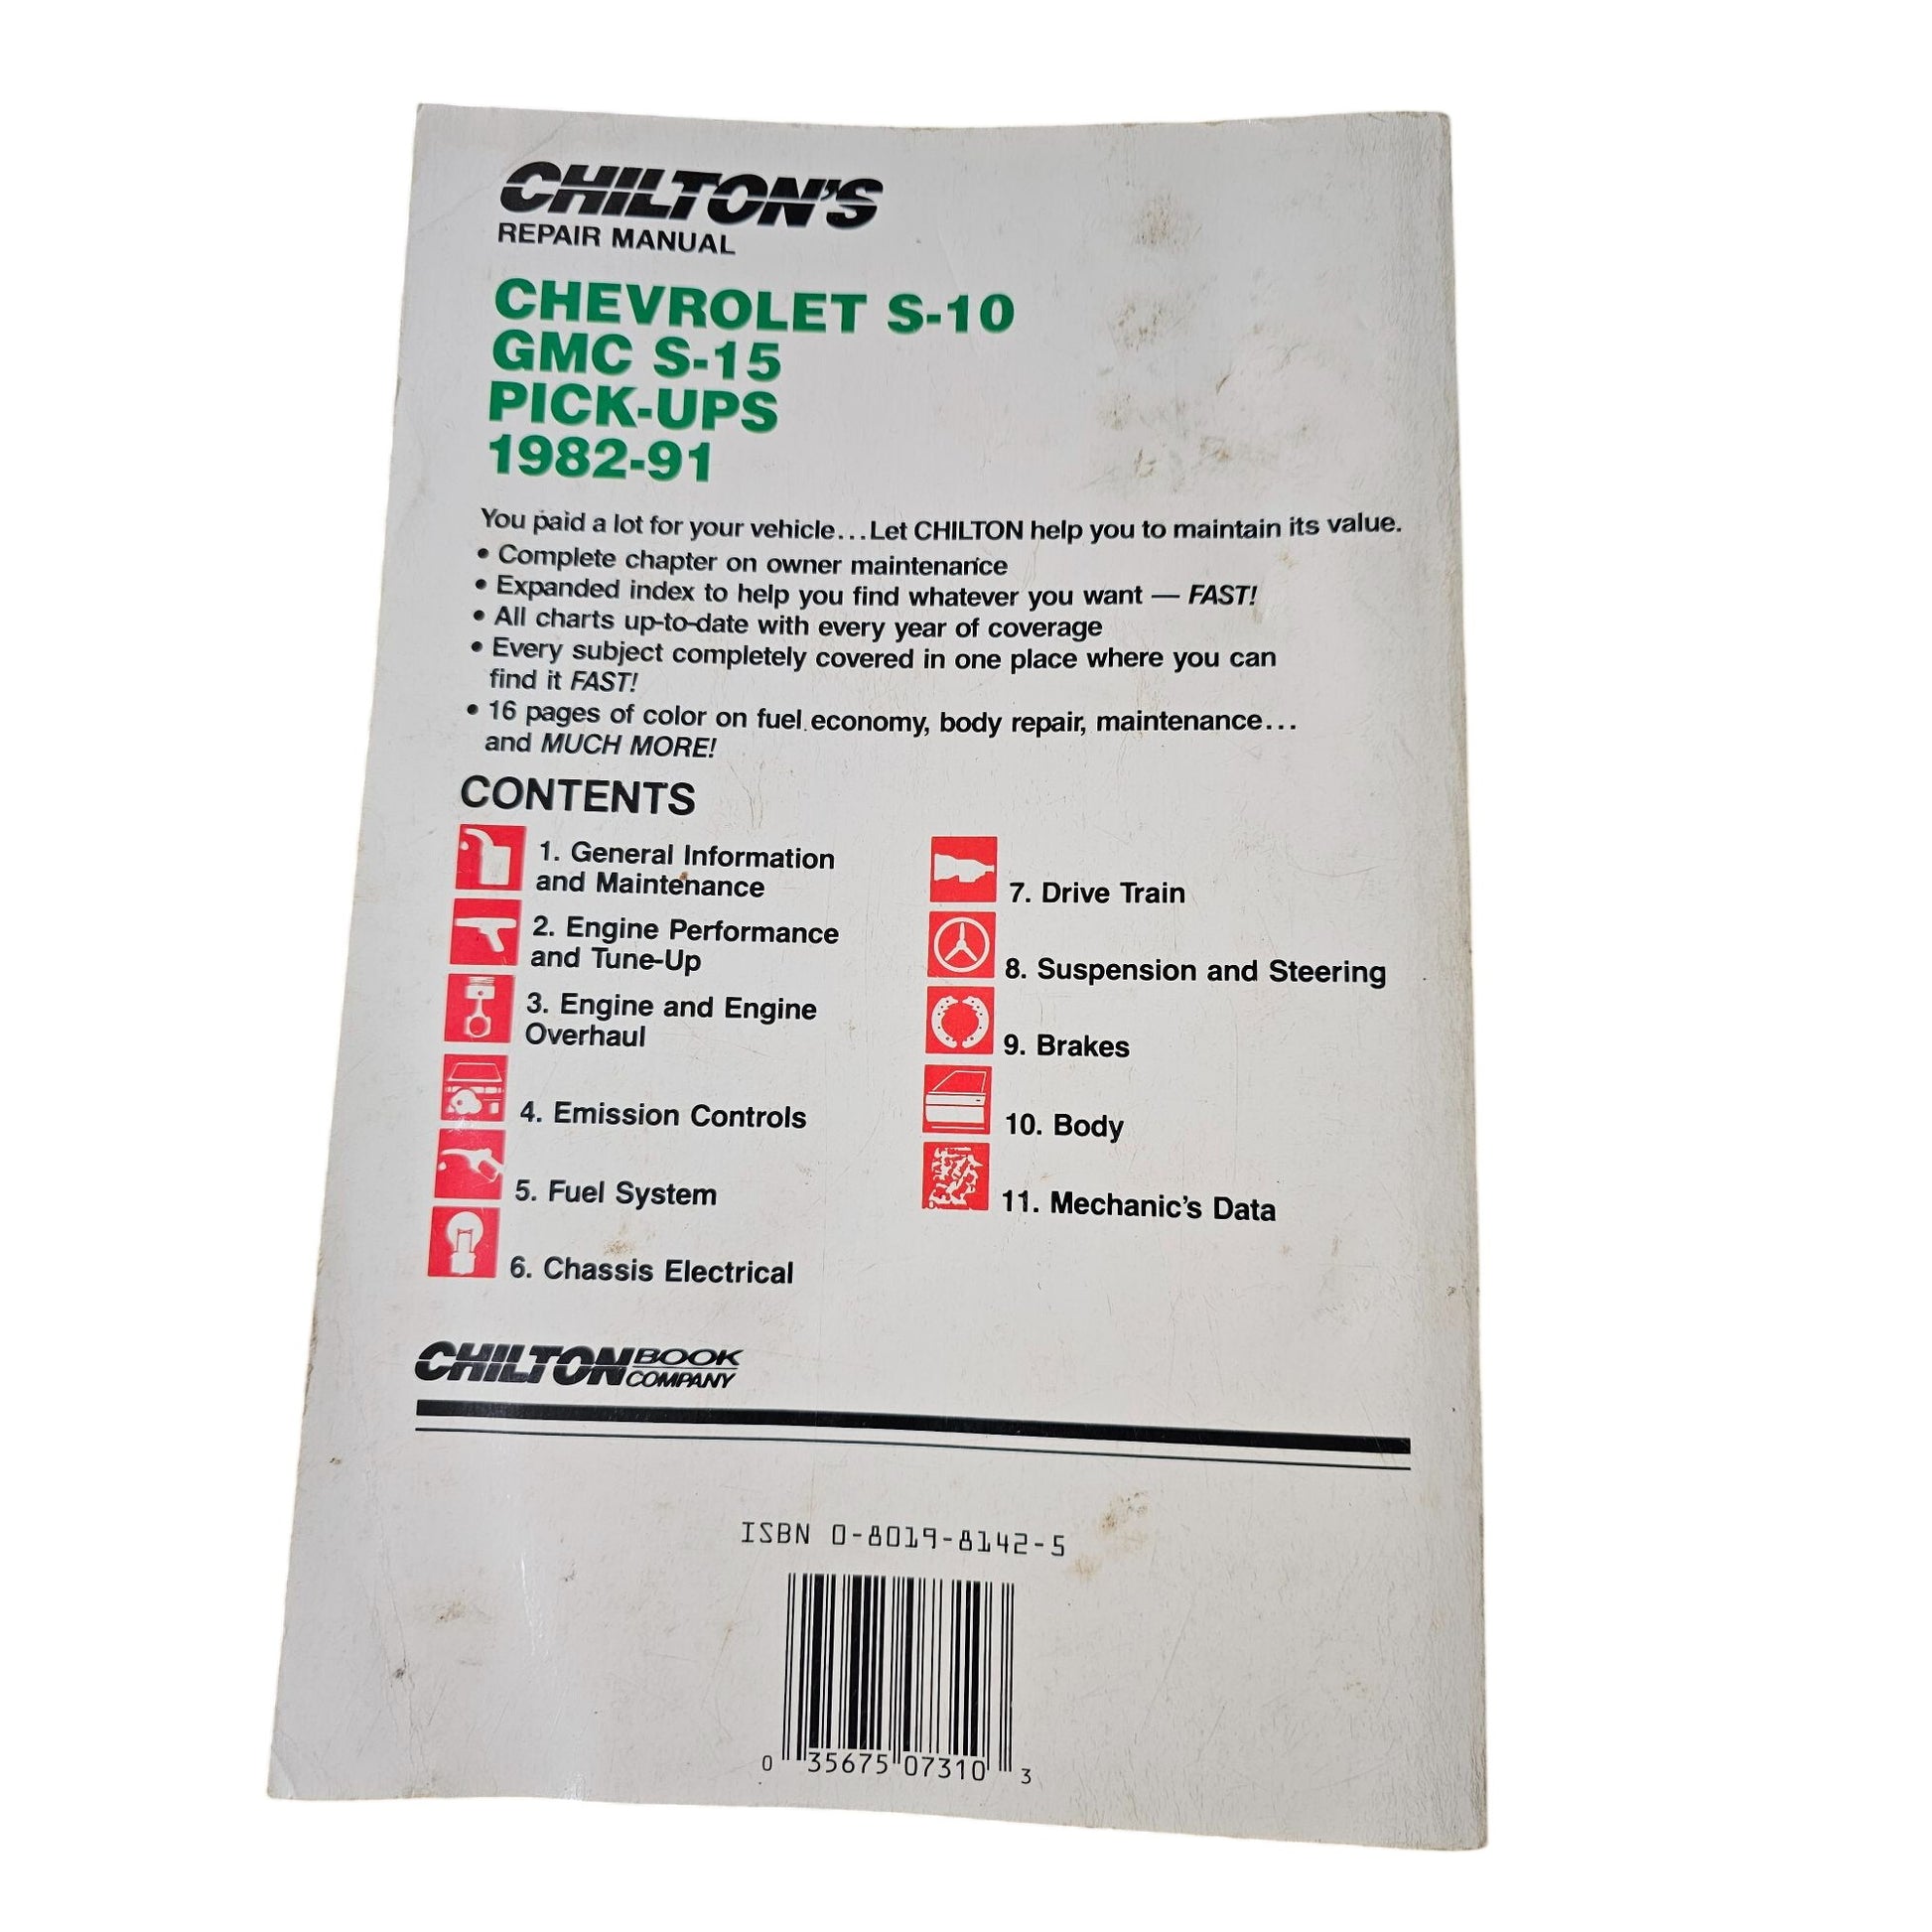 CHILTON'S
REPAIR MANUAL
CHEVROLET S-10
GMC S-15
PICK-UPS
1982-91
You paid a lot for your vehicle...Let CHILTON help you to maintain its value.
• Complete chapter on owner maintenance
• Expanded index to help you find whatever you want — FAST!
• All charts up-to-date with every year of coverage
• Every subject completely covered in one place where you can
find it FAST!
• 16 pages of color on fuel economy, body repair, maintenance...
and MUCH MORE!
CONTENTS
1. General Information
and Maintenance
2. Engine Performance
and Tune-Up
3. Engine and Engine
Overhaul
4. Emission Controls
5. Fuel System
6. Chassis Electrical
7. Drive Train
8. Suspension and Steering
9. Brakes
10. Body
11. Mechanic's Data
CHILTON BOOK
COMPANY
ISBN 0-8019-8142-5
0 35675 07310 3